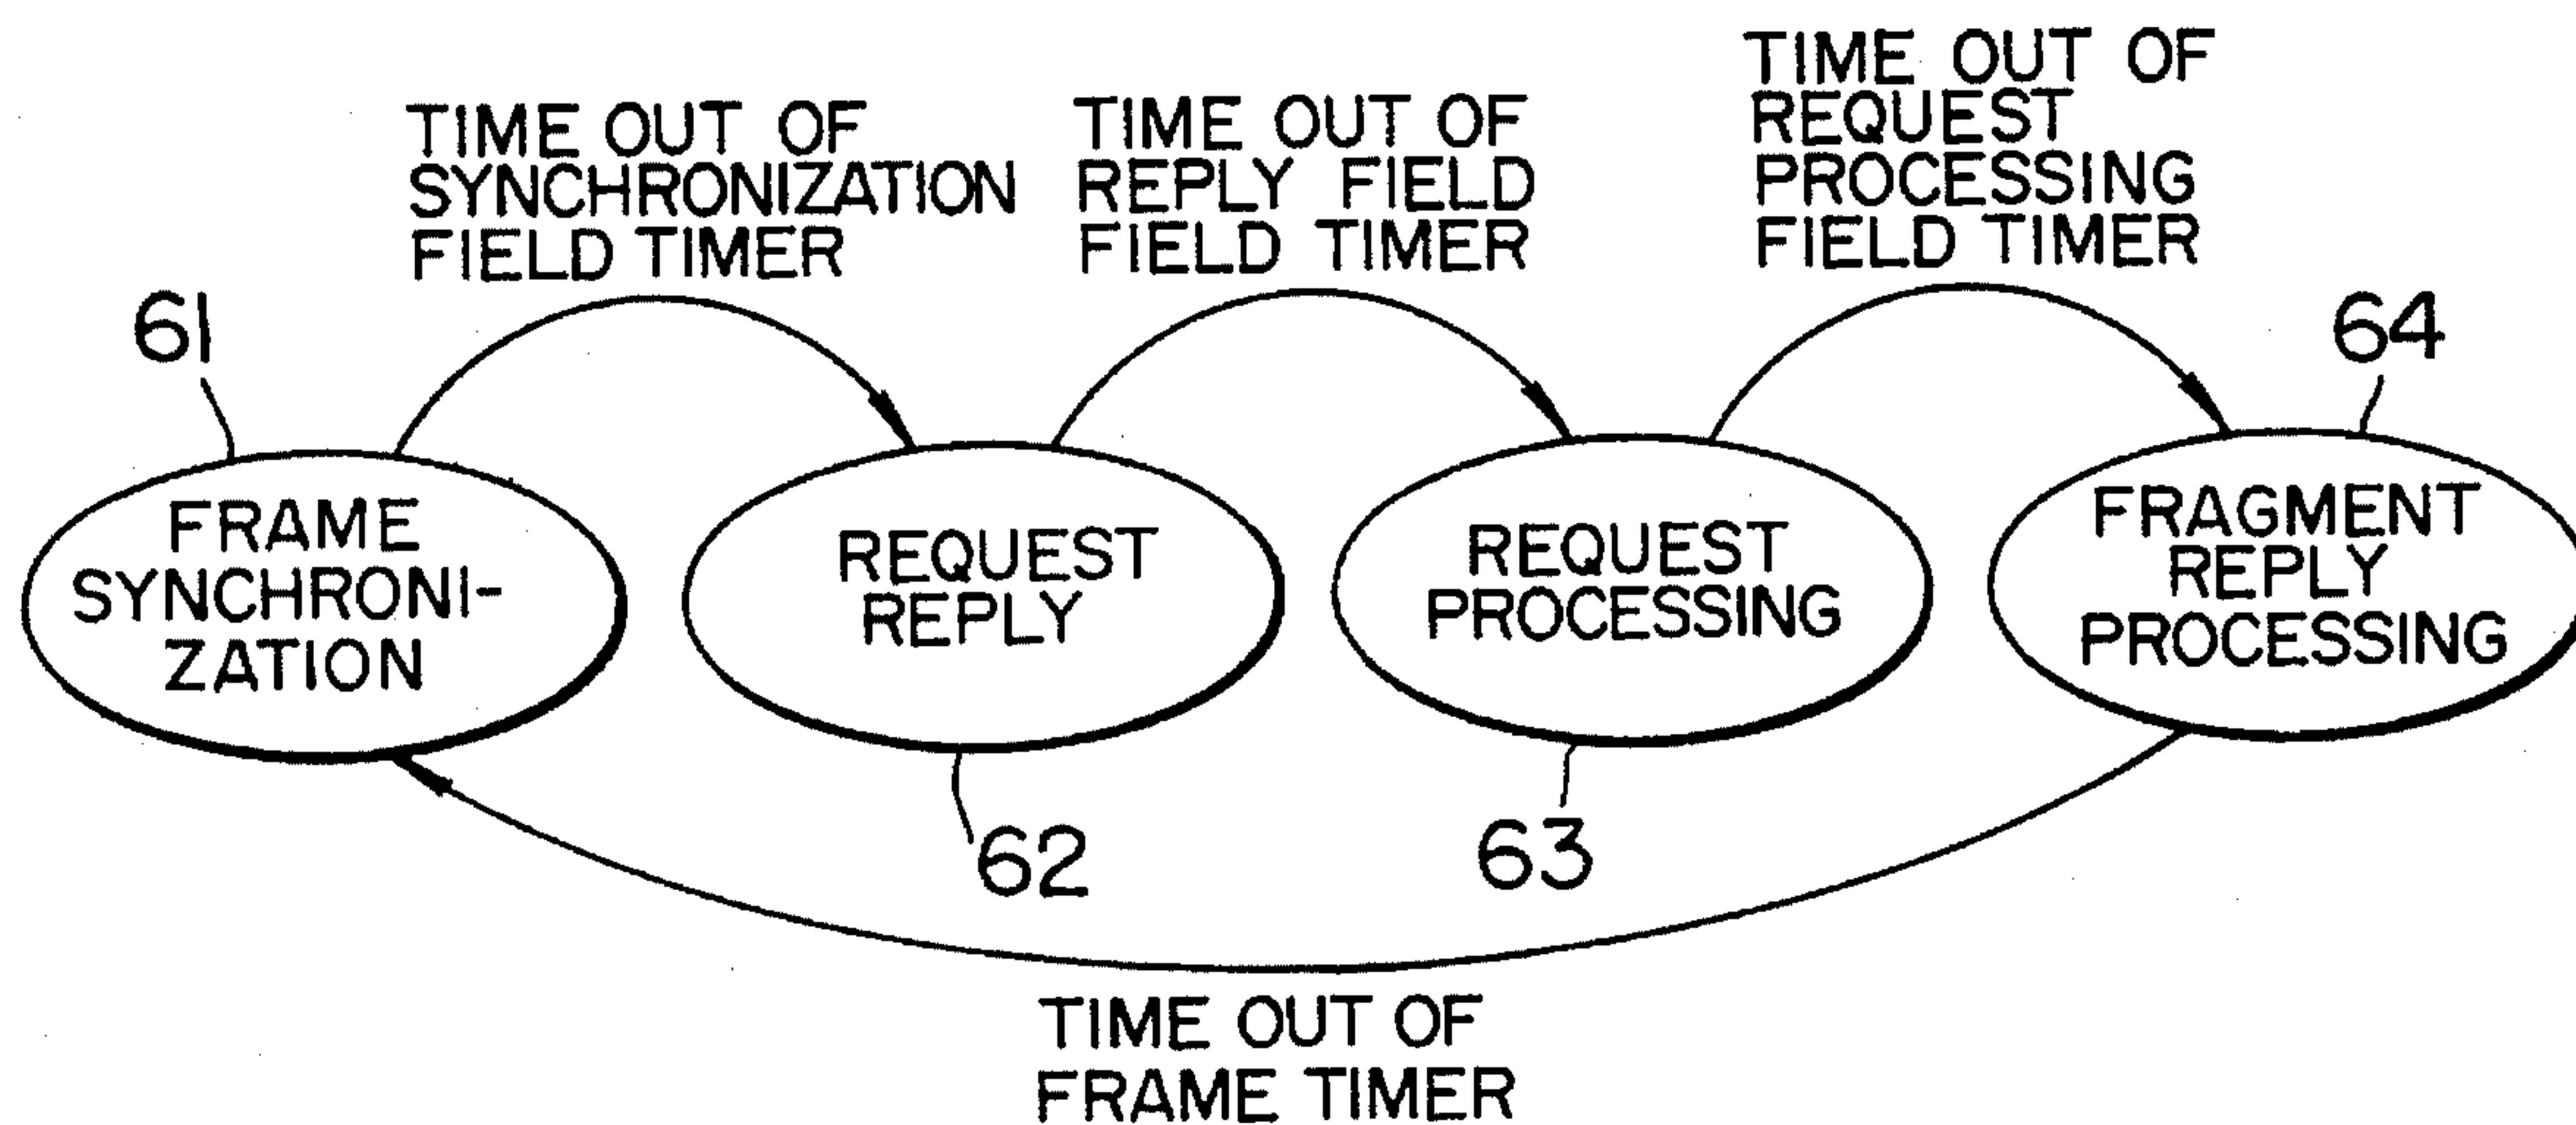 TIME OUT OF
SYNCHRONIZATION
FIELD TIMER
TIME OUT OF
REPLY FIELD
FIELD TIMER
TIME OUT OF
REQUEST
PROCESSING
FIELD TIMER
61
64
FRAME
SYNCHRONI-
ZATION
REQUEST
REPLY
REQUEST
PROCESSING
FRAGMENT
REPLY
PROCESSING
62
63
TIME OUT OF
FRAME TIMER